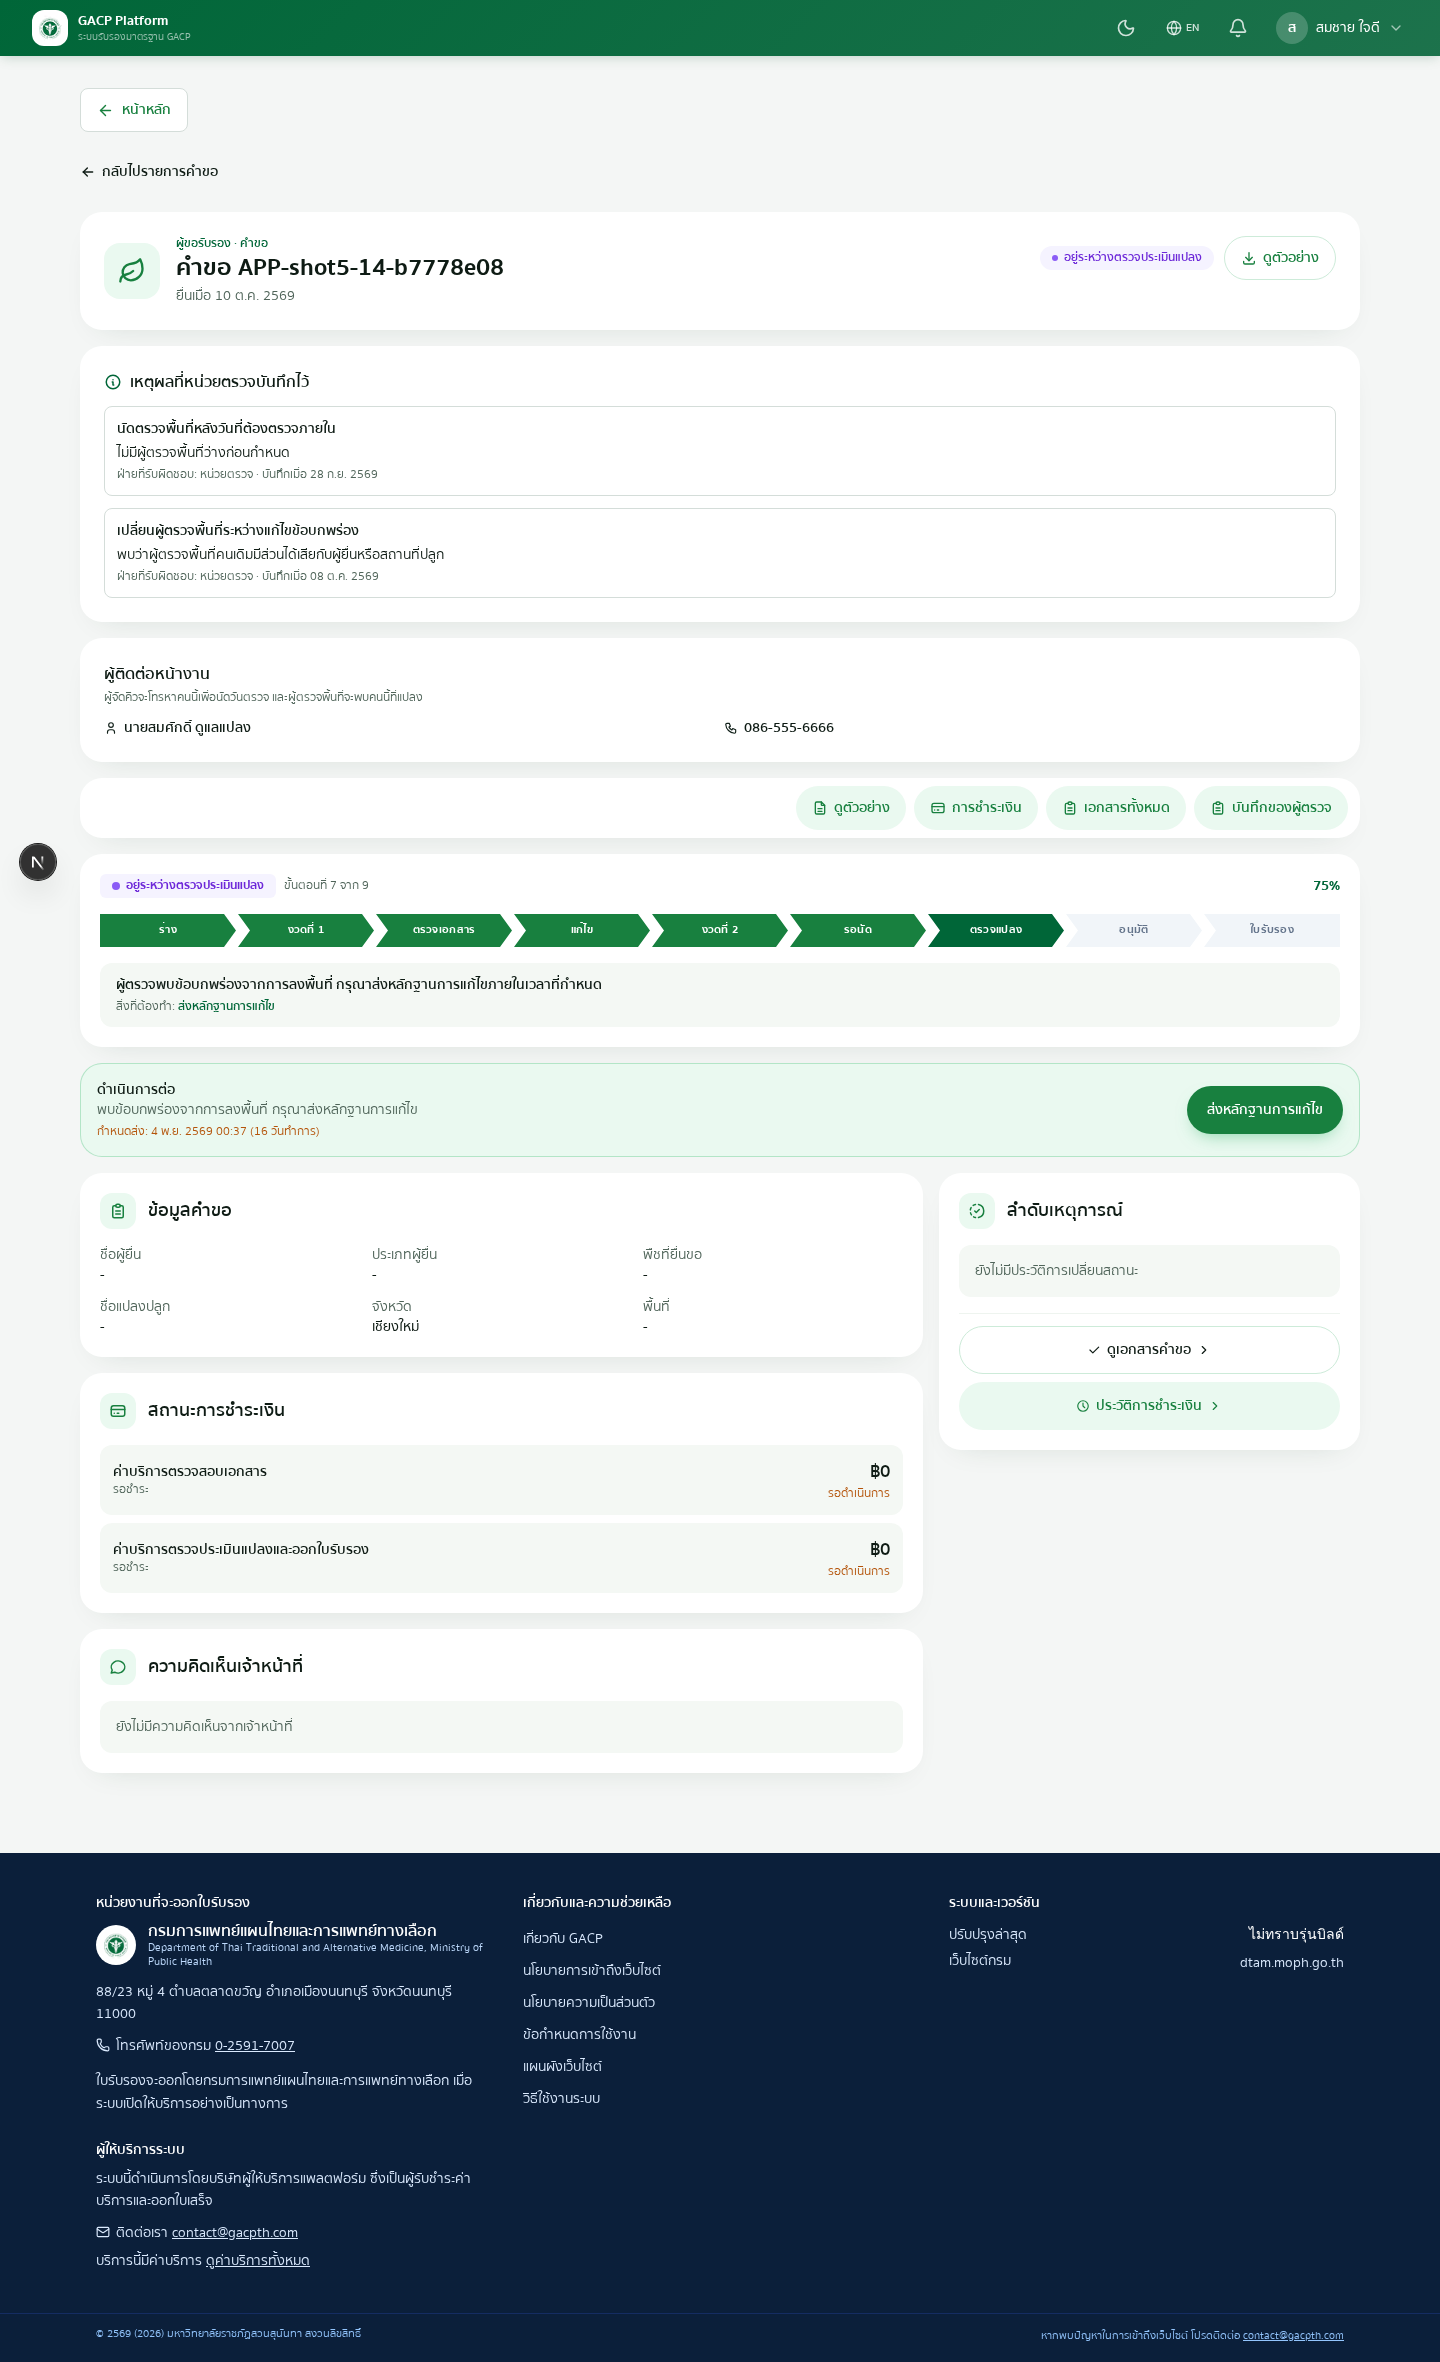 GACP Platform
ระบบรับรองมาตรฐาน GACP
EN
ส
สมชาย ใจดี
หน้าหลัก
กลับไปรายการคำขอ
ผู้ขอรับรอง · คำขอ
คำขอ APP-shot5-14-b7778e08
ยื่นเมื่อ 10 ต.ค. 2569
อยู่ระหว่างตรวจประเมินแปลง
ดูตัวอย่าง
เหตุผลที่หน่วยตรวจบันทึกไว้
นัดตรวจพื้นที่หลังวันที่ต้องตรวจภายใน
ไม่มีผู้ตรวจพื้นที่ว่างก่อนกำหนด
ฝ่ายที่รับผิดชอบ: หน่วยตรวจ · บันทึกเมื่อ 28 ก.ย. 2569
เปลี่ยนผู้ตรวจพื้นที่ระหว่างแก้ไขข้อบกพร่อง
พบว่าผู้ตรวจพื้นที่คนเดิมมีส่วนได้เสียกับผู้ยื่นหรือสถานที่ปลูก
ฝ่ายที่รับผิดชอบ: หน่วยตรวจ · บันทึกเมื่อ 08 ต.ค. 2569
ผู้ติดต่อหน้างาน
ผู้จัดคิวจะโทรหาคนนี้เพื่อนัดวันตรวจ และผู้ตรวจพื้นที่จะพบคนนี้ที่แปลง
นายสมศักดิ์ ดูแลแปลง
086-555-6666
ดูตัวอย่าง
การชำระเงิน
เอกสารทั้งหมด
บันทึกของผู้ตรวจ
อยู่ระหว่างตรวจประเมินแปลง
ขั้นตอนที่ 7 จาก 9
75%
ร่าง
งวดที่ 1
ตรวจเอกสาร
แก้ไข
งวดที่ 2
รอนัด
ตรวจแปลง
อนุมัติ
ใบรับรอง
ผู้ตรวจพบข้อบกพร่องจากการลงพื้นที่ กรุณาส่งหลักฐานการแก้ไขภายในเวลาที่กำหนด
สิ่งที่ต้องทำ: ส่งหลักฐานการแก้ไข
ดำเนินการต่อ
พบข้อบกพร่องจากการลงพื้นที่ กรุณาส่งหลักฐานการแก้ไข
กำหนดส่ง: 4 พ.ย. 2569 00:37 (16 วันทำการ)
ส่งหลักฐานการแก้ไข
ข้อมูลคำขอ
ชื่อผู้ยื่น
-
ประเภทผู้ยื่น
-
พืชที่ยื่นขอ
-
ชื่อแปลงปลูก
-
จังหวัด
เชียงใหม่
พื้นที่
-
ลำดับเหตุการณ์
ยังไม่มีประวัติการเปลี่ยนสถานะ
ดูเอกสารคำขอ
ประวัติการชำระเงิน
สถานะการชำระเงิน
ค่าบริการตรวจสอบเอกสาร
รอชำระ
฿0
รอดำเนินการ
ค่าบริการตรวจประเมินแปลงและออกใบรับรอง
รอชำระ
฿0
รอดำเนินการ
ความคิดเห็นเจ้าหน้าที่
ยังไม่มีความคิดเห็นจากเจ้าหน้าที่
หน่วยงานที่จะออกใบรับรอง
กรมการแพทย์แผนไทยและการแพทย์ทางเลือก
Department of Thai Traditional and Alternative Medicine, Ministry of
Public Health
88/23 หมู่ 4 ตำบลตลาดขวัญ อำเภอเมืองนนทบุรี จังหวัดนนทบุรี
11000
โทรศัพท์ของกรม 0-2591-7007
ใบรับรองจะออกโดยกรมการแพทย์แผนไทยและการแพทย์ทางเลือก เมื่อ
ระบบเปิดให้บริการอย่างเป็นทางการ
ผู้ให้บริการระบบ
ระบบนี้ดำเนินการโดยบริษัทผู้ให้บริการแพลตฟอร์ม ซึ่งเป็นผู้รับชำระค่า
บริการและออกใบเสร็จ
ติดต่อเรา contact@gacpth.com
บริการนี้มีค่าบริการ ดูค่าบริการทั้งหมด
เกี่ยวกับและความช่วยเหลือ
เกี่ยวกับ GACP
นโยบายการเข้าถึงเว็บไซต์
นโยบายความเป็นส่วนตัว
ข้อกำหนดการใช้งาน
แผนผังเว็บไซต์
วิธีใช้งานระบบ
ระบบและเวอร์ชัน
ปรับปรุงล่าสุด
ไม่ทราบรุ่นบิลด์
เว็บไซต์กรม
dtam.moph.go.th
© 2569 (2026) มหาวิทยาลัยราชภัฏสวนสุนันทา สงวนลิขสิทธิ์
หากพบปัญหาในการเข้าถึงเว็บไซต์ โปรดติดต่อ contact@gacpth.com